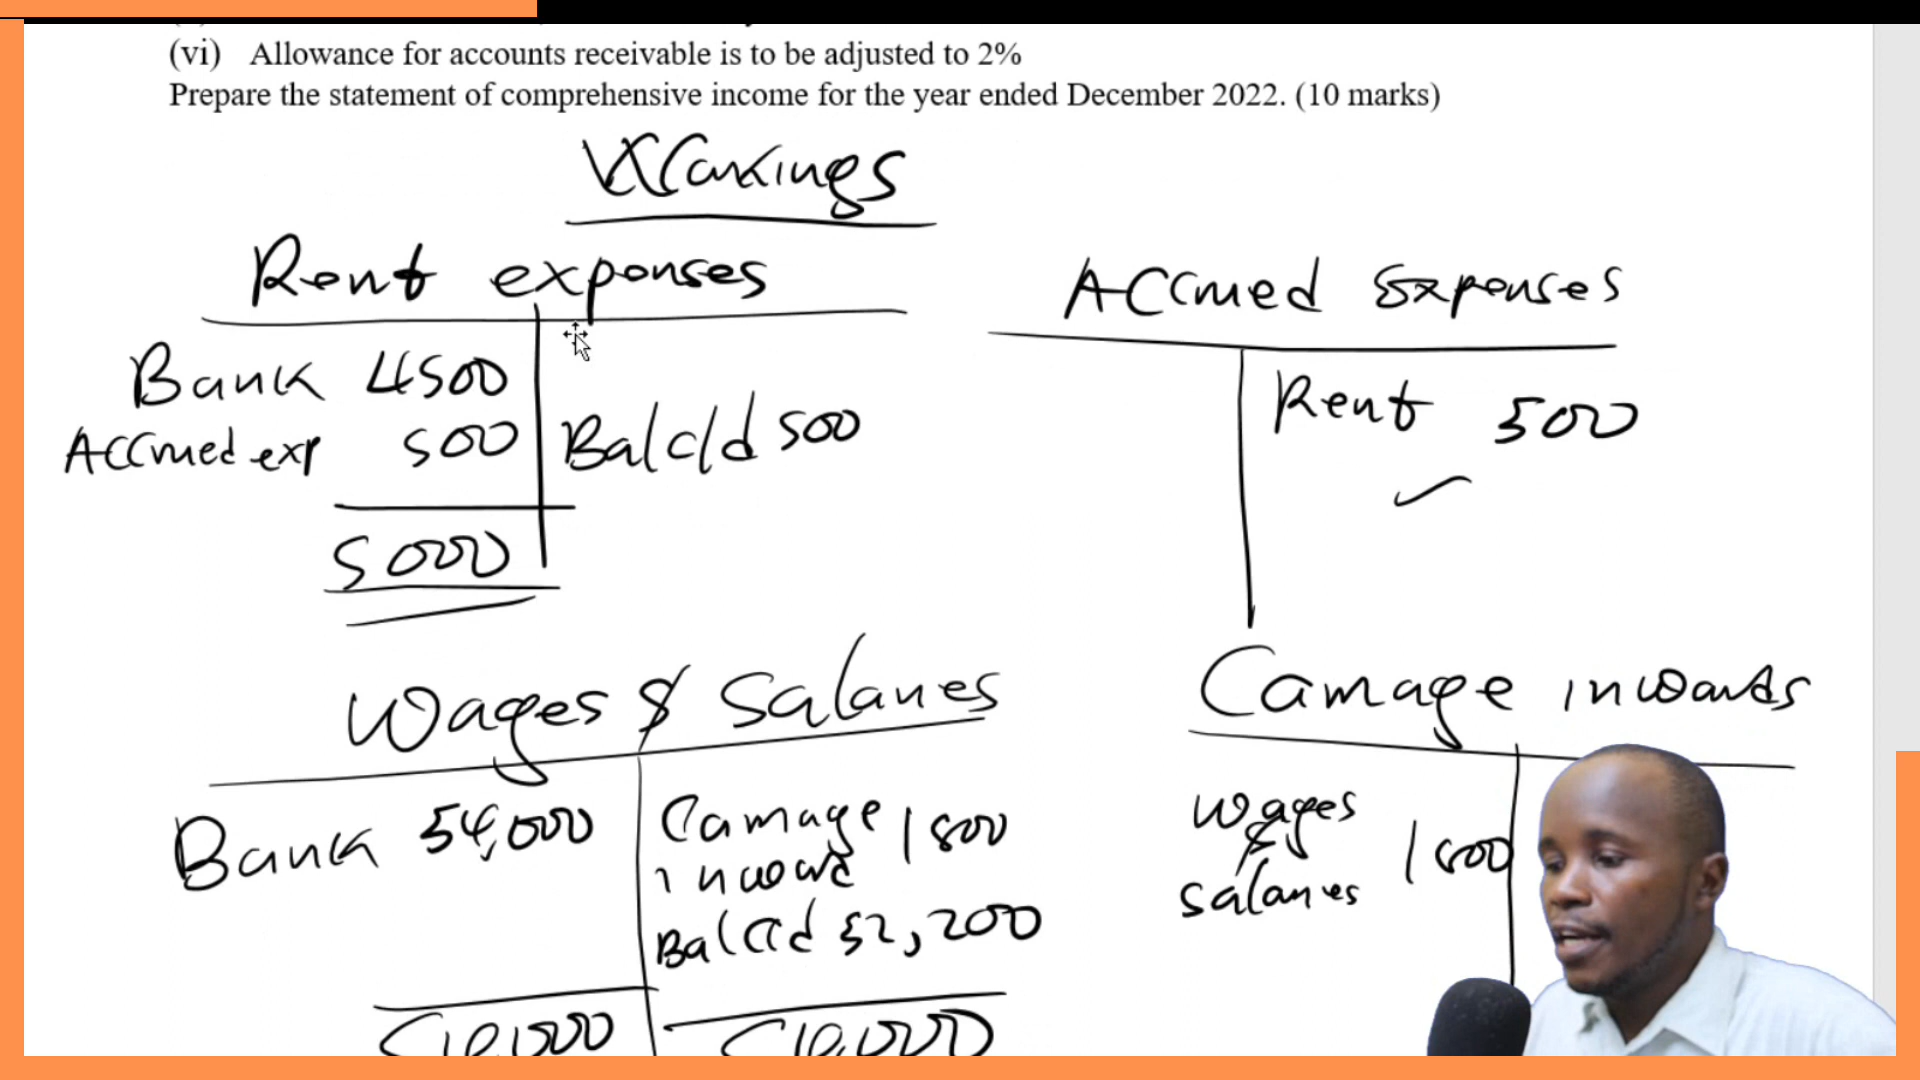 (vi) Allowance for accounts receivable is to be adjusted to 2%
Prepare the statement of comprehensive income for the year ended December 2022. (10 marks)
Workings
Rent expenses
Bank 4500
Accrued exp 500
Bal c/d 500
5000
Accrued Expenses
Rent 500
Wages & Salaries
Bank 54,000
Carriage 1800
inward
Bal c/d 52,200
Carriage inwards
Wages
&
salaries 1800